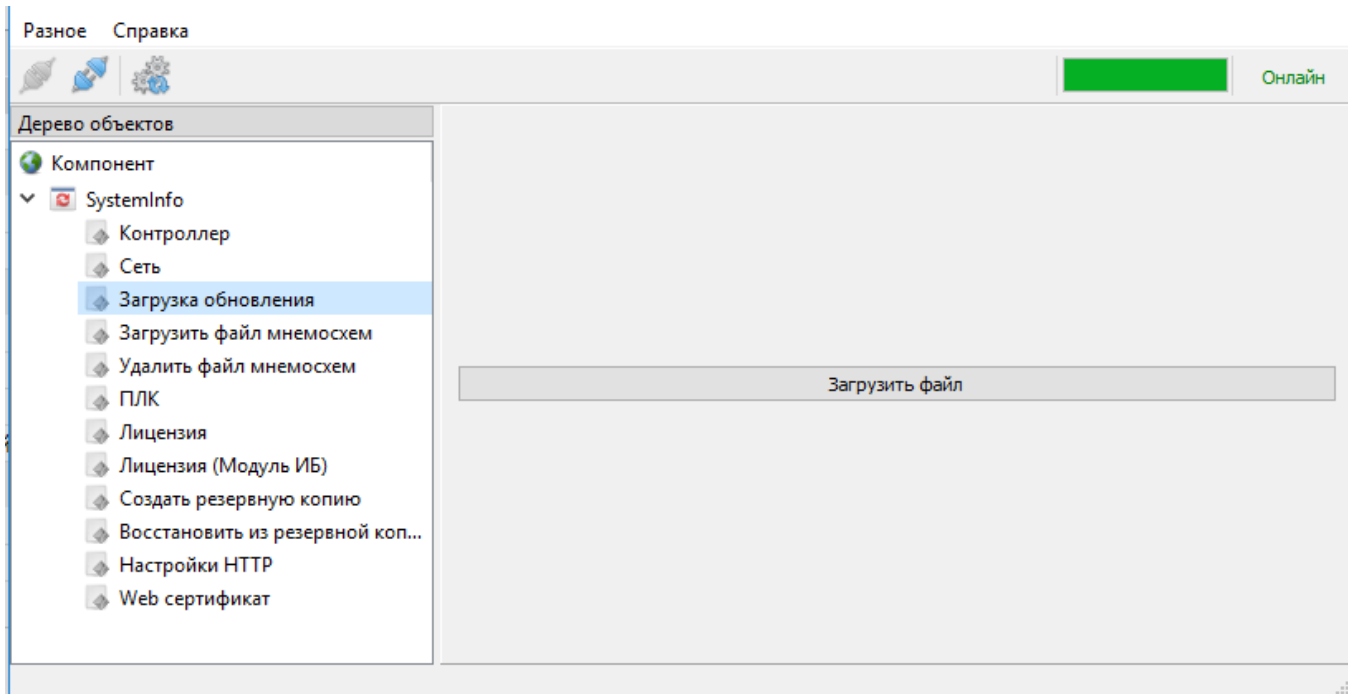 Разное Справка
Онлайн
Дерево объектов
Компонент
SystemInfo
Контроллер
Сеть
Загрузка обновления
Загрузить файл мнемосхем
Удалить файл мнемосхем
ПЛК
Лицензия
Лицензия (Модуль ИБ)
Создать резервную копию
Восстановить из резервной коп...
Настройки HTTP
Web сертификат
Загрузить файл